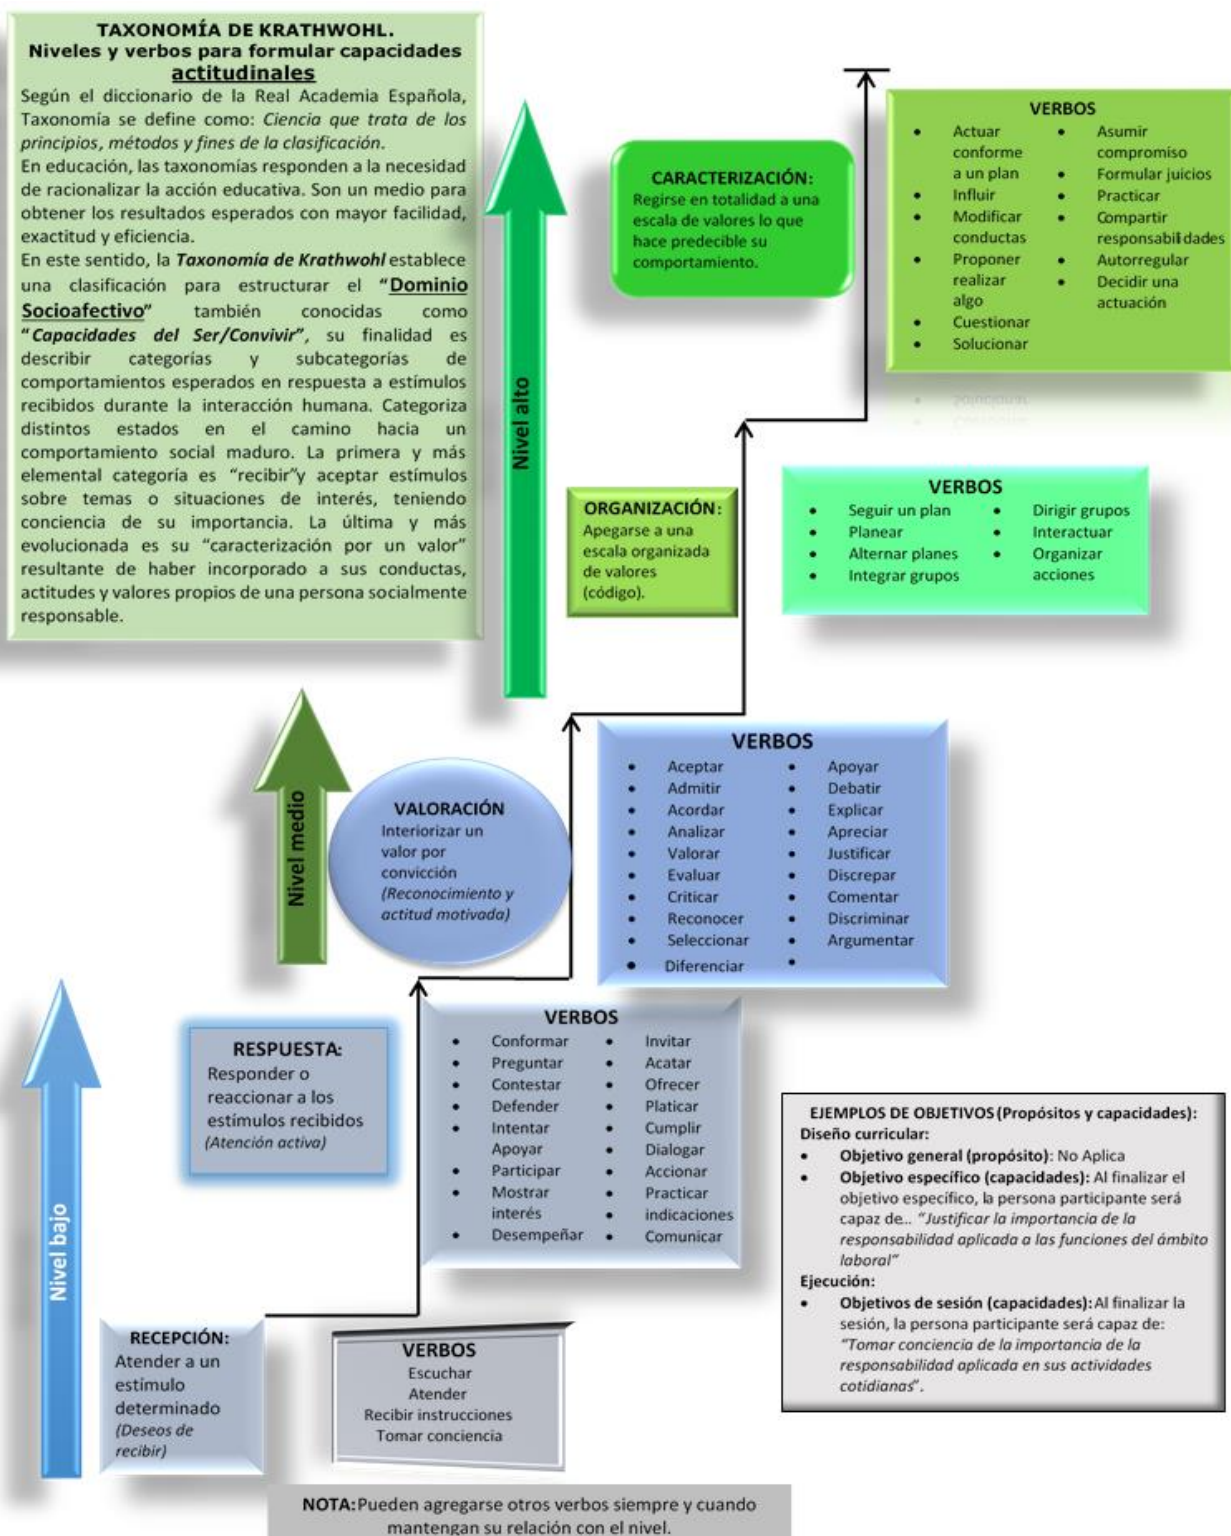 TAXONOMÍA DE KRATHWOHL.
Niveles y verbos para formular capacidades
actitudinales
Según el diccionario de la Real Academia Española,
Taxonomía se define como: Ciencia que trata de los
principios, métodos y fines de la clasificación.
En educación, las taxonomías responden a la necesidad
de racionalizar la acción educativa. Son un medio para
obtener los resultados esperados con mayor facilidad,
exactitud y eficiencia.
En este sentido, la Taxonomía de Krathwohl establece
una clasificación para estructurar el “Dominio
Socioafectivo” también conocidas como
“Capacidades del Ser/Convivir”, su finalidad es
describir categorías y subcategorías de
comportamientos esperados en respuesta a estímulos
recibidos durante la interacción humana. Categoriza
distintos estados en el camino hacia un
comportamiento social maduro. La primera y más
elemental categoría es “recibir”y aceptar estímulos
sobre temas o situaciones de interés, teniendo
conciencia de su importancia. La última y más
evolucionada es su “caracterización por un valor”
resultante de haber incorporado a sus conductas,
actitudes y valores propios de una persona socialmente
responsable.
Nivel alto
CARACTERIZACIÓN:
Regirse en totalidad a una
escala de valores lo que
hace predecible su
comportamiento.
VERBOS
• Actuar
conforme
a un plan
• Influir
• Modificar
conductas
• Proponer
realizar
algo
• Cuestionar
• Solucionar
• Asumir
compromiso
• Formular juicios
• Practicar
• Compartir
responsabilidades
• Autorregular
• Decidir una
actuación
ORGANIZACIÓN:
Apegarse a una
escala organizada
de valores
(código).
VERBOS
• Seguir un plan
• Planear
• Alternar planes
• Integrar grupos
• Dirigir grupos
• Interactuar
• Organizar
acciones
Nivel medio
VALORACIÓN
Interiorizar un
valor por
convicción
(Reconocimiento y
actitud motivada)
VERBOS
• Aceptar
• Admitir
• Acordar
• Analizar
• Valorar
• Evaluar
• Criticar
• Reconocer
• Seleccionar
• Diferenciar
• Apoyar
• Debatir
• Explicar
• Apreciar
• Justificar
• Discrepar
• Comentar
• Discriminar
• Argumentar
•
Nivel bajo
RESPUESTA:
Responder o
reaccionar a los
estímulos recibidos
(Atención activa)
VERBOS
• Conformar
• Preguntar
• Contestar
• Defender
• Intentar
Apoyar
• Participar
• Mostrar
interés
• Desempeñar
• Invitar
• Acatar
• Ofrecer
• Platicar
• Cumplir
• Dialogar
• Accionar
• Practicar
• indicaciones
• Comunicar
RECEPCIÓN:
Atender a un
estímulo
determinado
(Deseos de
recibir)
VERBOS
Escuchar
Atender
Recibir instrucciones
Tomar conciencia
EJEMPLOS DE OBJETIVOS (Propósitos y capacidades):
Diseño curricular:
• Objetivo general (propósito): No Aplica
• Objetivo específico (capacidades): Al finalizar el
objetivo específico, la persona participante será
capaz de… “Justificar la importancia de la
responsabilidad aplicada a las funciones del ámbito
laboral”
Ejecución:
• Objetivos de sesión (capacidades): Al finalizar la
sesión, la persona participante será capaz de:
“Tomar conciencia de la importancia de la
responsabilidad aplicada en sus actividades
cotidianas”.
NOTA: Pueden agregarse otros verbos siempre y cuando
mantengan su relación con el nivel.